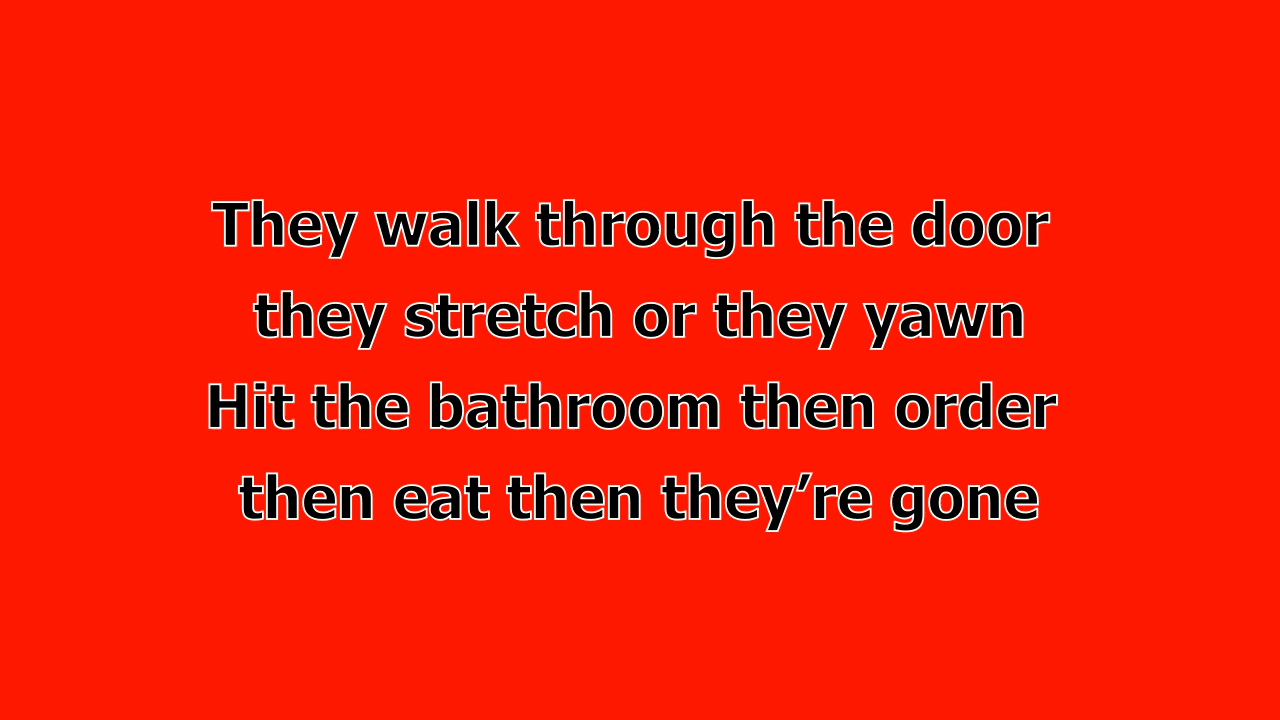 They walk through the door
they stretch or they yawn
Hit the bathroom then order
then eat then they’re gone